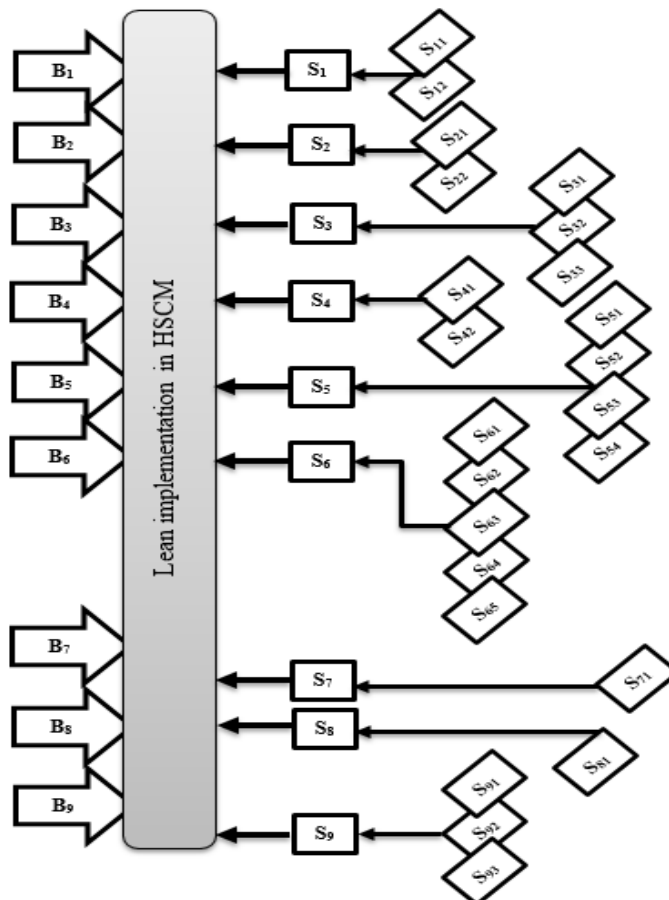 B₁
B₂
B₃
B₄
B₅
B₆
B₇
B₈
B₉
Lean implementation in HSCM
S₁
S₁₁
S₁₂
S₂
S₂₁
S₂₂
S₃
S₃₁
S₃₂
S₃₃
S₄
S₄₁
S₄₂
S₅
S₅₁
S₅₂
S₅₃
S₅₄
S₆
S₆₁
S₆₂
S₆₃
S₆₄
S₆₅
S₇
S₇₁
S₈
S₈₁
S₉
S₉₁
S₉₂
S₉₃